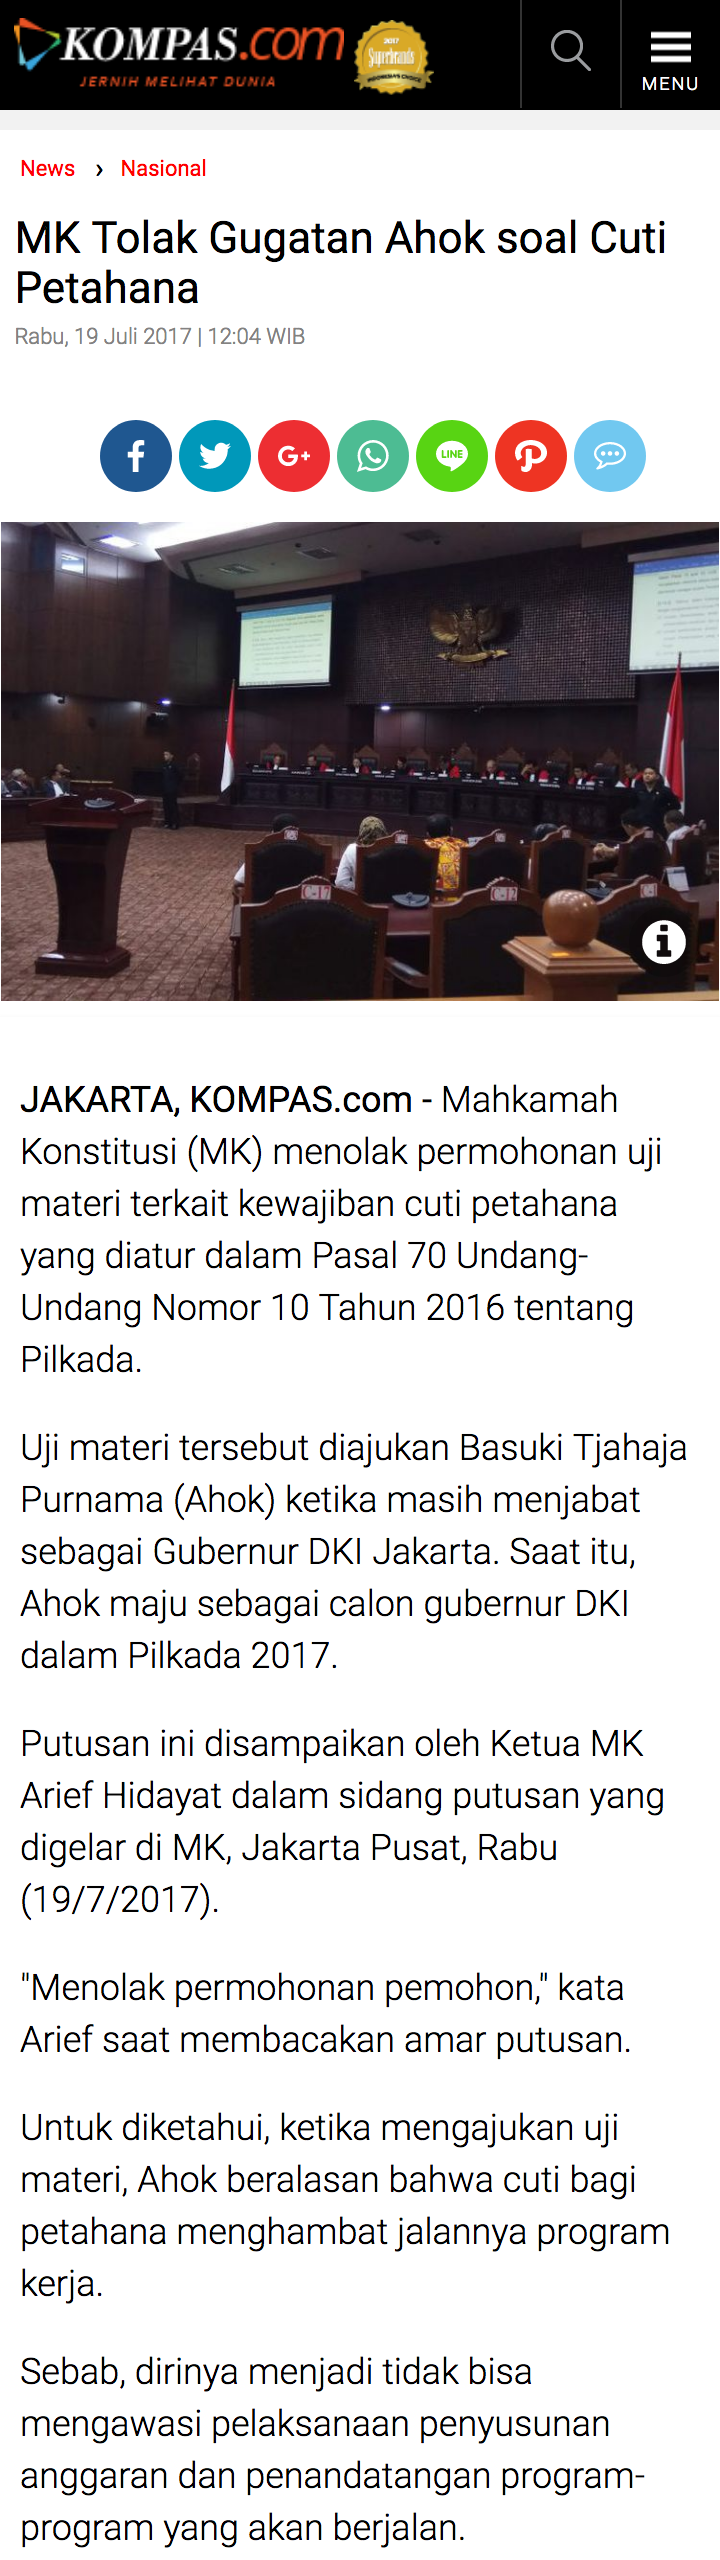 KOMPAS.com
JERNIH MELIHAT DUNIA
2017
Superbrands
INDONESIA'S CHOICE
MENU
News › Nasional
MK Tolak Gugatan Ahok soal Cuti
Petahana
Rabu, 19 Juli 2017 | 12:04 WIB
G+
LINE
C-17
C-12
JAKARTA, KOMPAS.com - Mahkamah
Konstitusi (MK) menolak permohonan uji
materi terkait kewajiban cuti petahana
yang diatur dalam Pasal 70 Undang-
Undang Nomor 10 Tahun 2016 tentang
Pilkada.
Uji materi tersebut diajukan Basuki Tjahaja
Purnama (Ahok) ketika masih menjabat
sebagai Gubernur DKI Jakarta. Saat itu,
Ahok maju sebagai calon gubernur DKI
dalam Pilkada 2017.
Putusan ini disampaikan oleh Ketua MK
Arief Hidayat dalam sidang putusan yang
digelar di MK, Jakarta Pusat, Rabu
(19/7/2017).
"Menolak permohonan pemohon," kata
Arief saat membacakan amar putusan.
Untuk diketahui, ketika mengajukan uji
materi, Ahok beralasan bahwa cuti bagi
petahana menghambat jalannya program
kerja.
Sebab, dirinya menjadi tidak bisa
mengawasi pelaksanaan penyusunan
anggaran dan penandatangan program-
program yang akan berjalan.